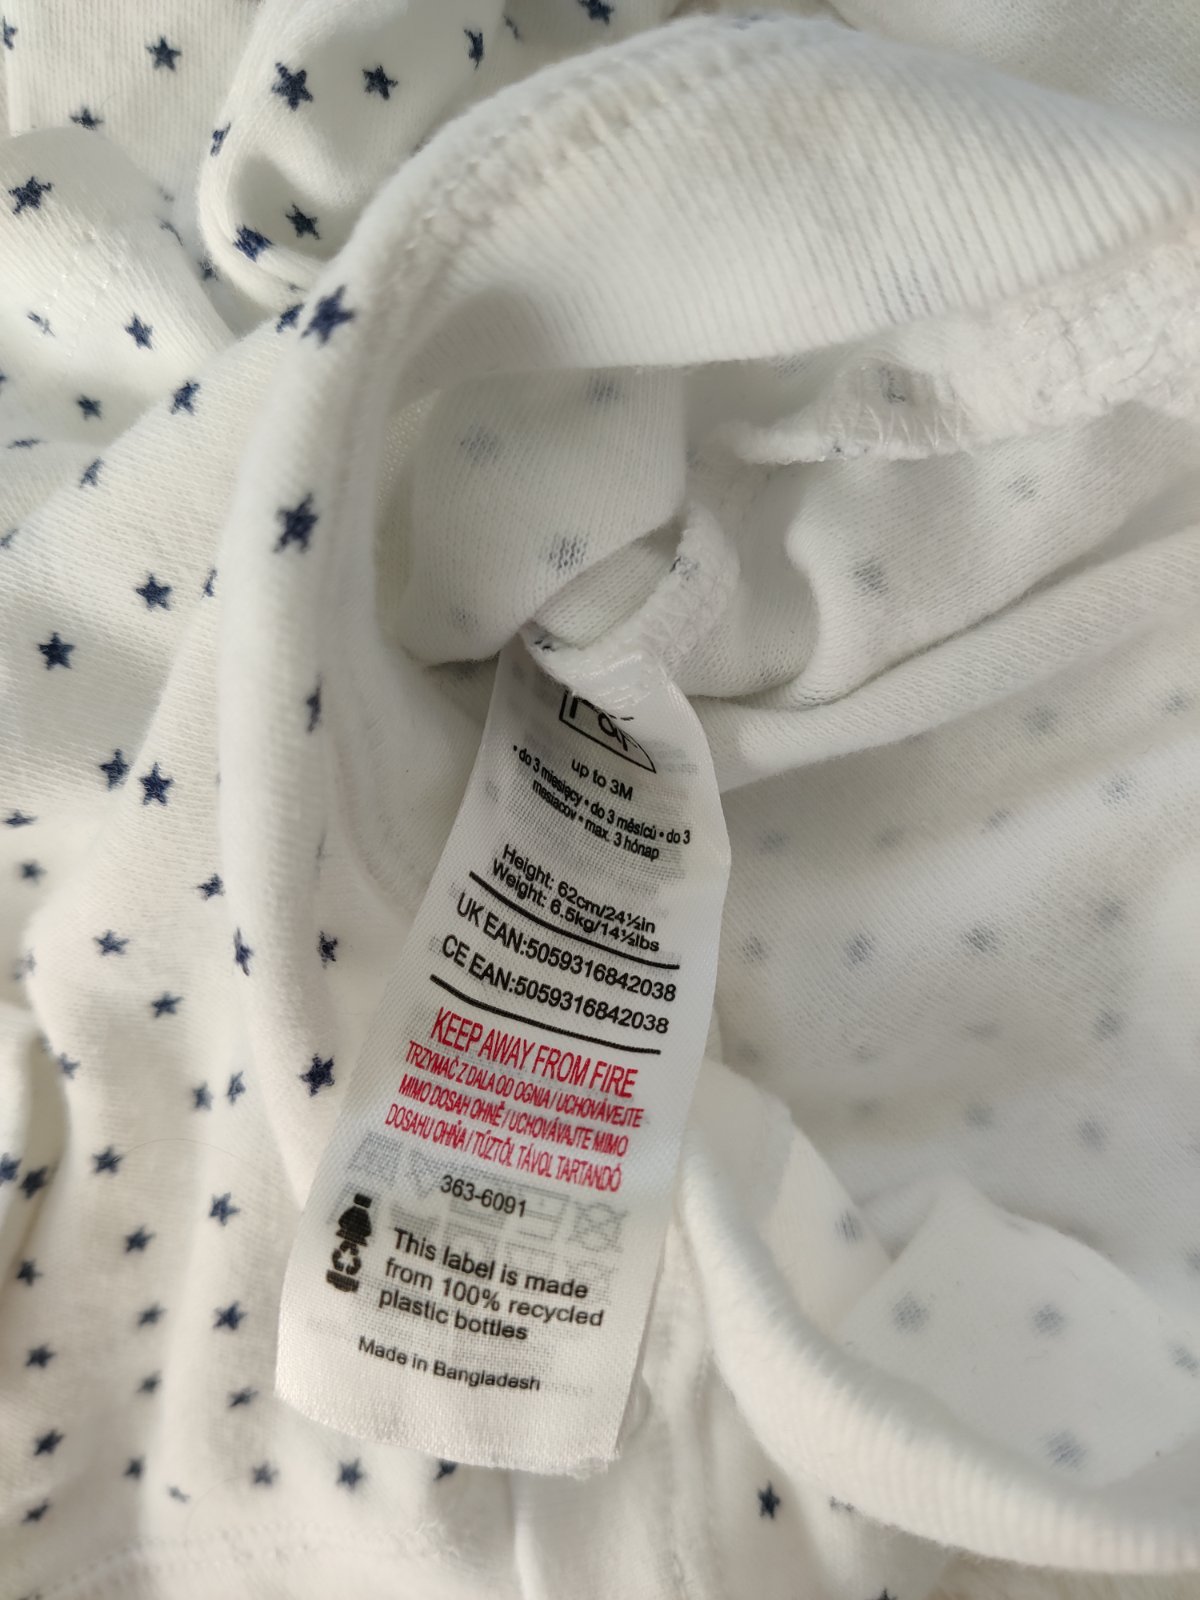 up to 3M
• do 3 miesięcy • do 3 měsíců • do 3
mesiacov • max. 3 hónap
Height: 62cm/24½in
Weight: 6.5kg/14½lbs
UK EAN:5059316842038
CE EAN:5059316842038
KEEP AWAY FROM FIRE
TRZYMAĆ Z DALA OD OGNIA / UCHOVÁVEJTE
MIMO DOSAH OHNĚ / UCHOVÁVAJTE MIMO
DOSAHU OHŇA / TŰZTŐL TÁVOL TARTANDÓ
363-6091
This label is made
from 100% recycled
plastic bottles
Made in Bangladesh